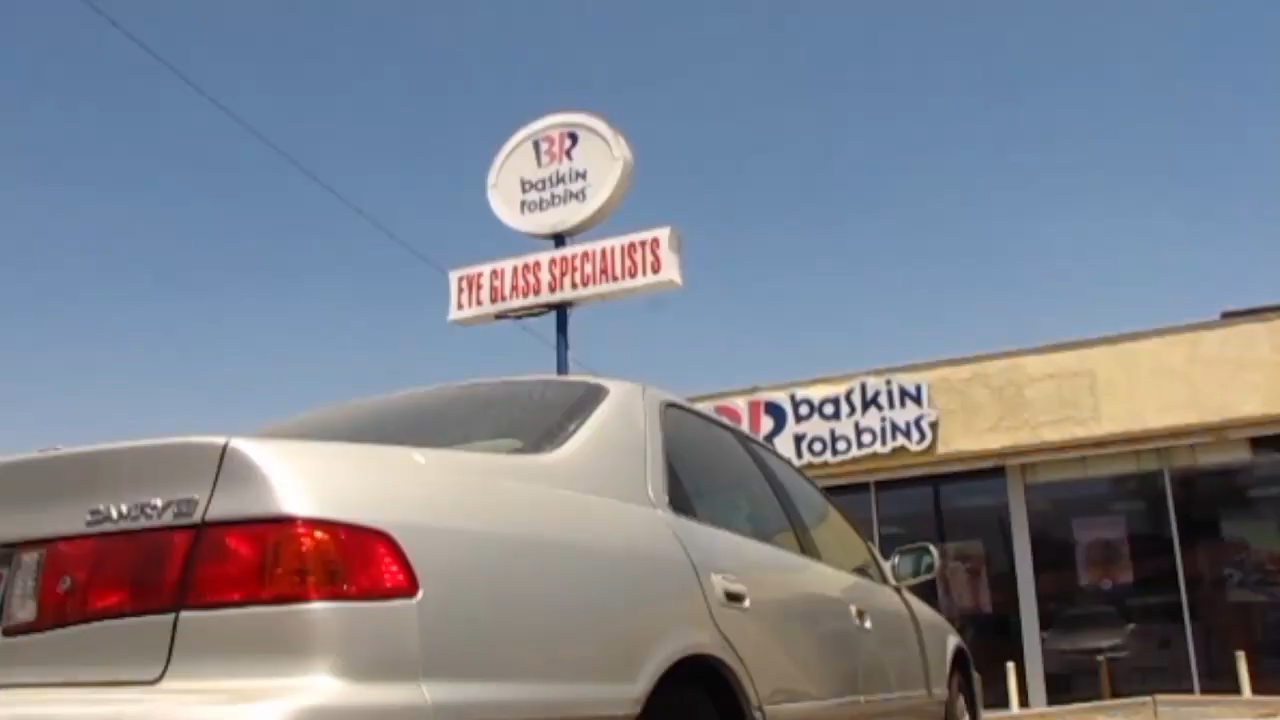 BR
baskin
robbins
EYE GLASS SPECIALISTS
BR baskin
robbins
CAMRY